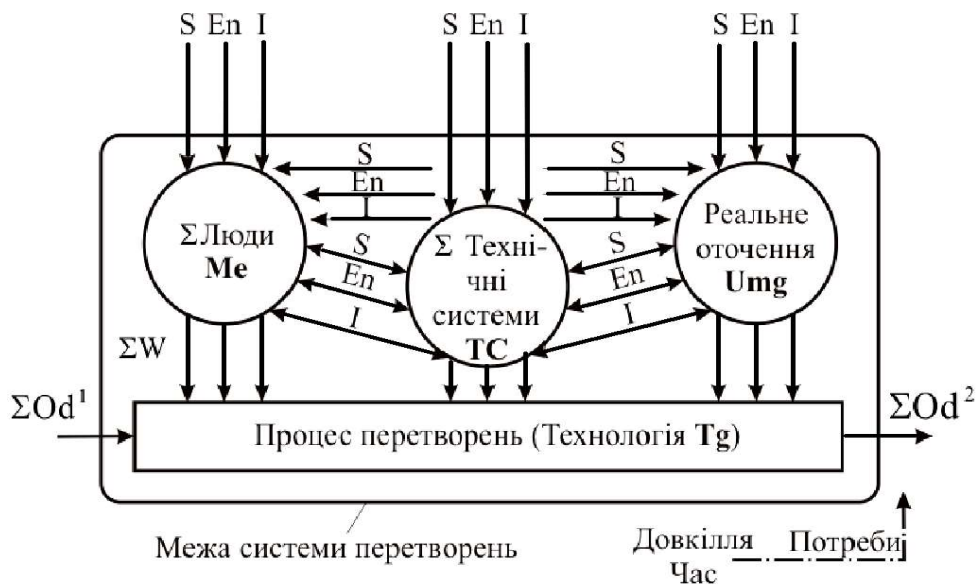 S En I S En I S En I
S S
En En
I I
ΣЛюди
Me
S
En
I
Σ Техні-
чні
системи
TC
S
En
I
Реальне
оточення
Umg
ΣW
ΣOd¹ ΣOd²
Процес перетворень (Технологія Tg)
Межа системи перетворень
Довкілля Потреби
Час